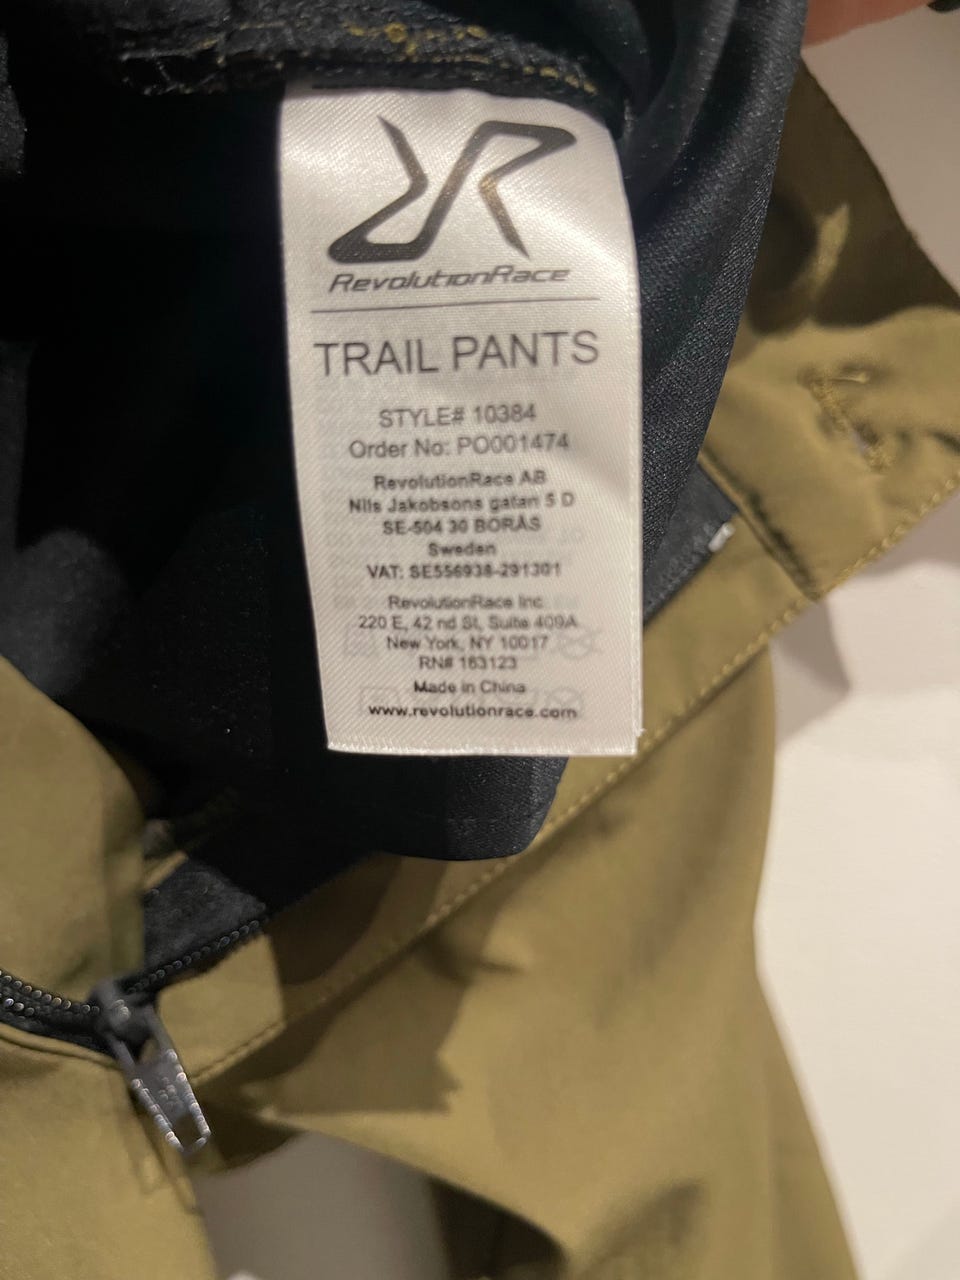 RevolutionRace
TRAIL PANTS
STYLE# 10384
Order No: PO001474
RevolutionRace AB
Nils Jakobsons gatan 5 D
SE-504 30 BORÅS
Sweden
VAT: SE556938-291301
RevolutionRace Inc
220 E, 42 nd St, Suite 409A
New York, NY 10017
RN# 163123
Made in China
www.revolutionrace.com